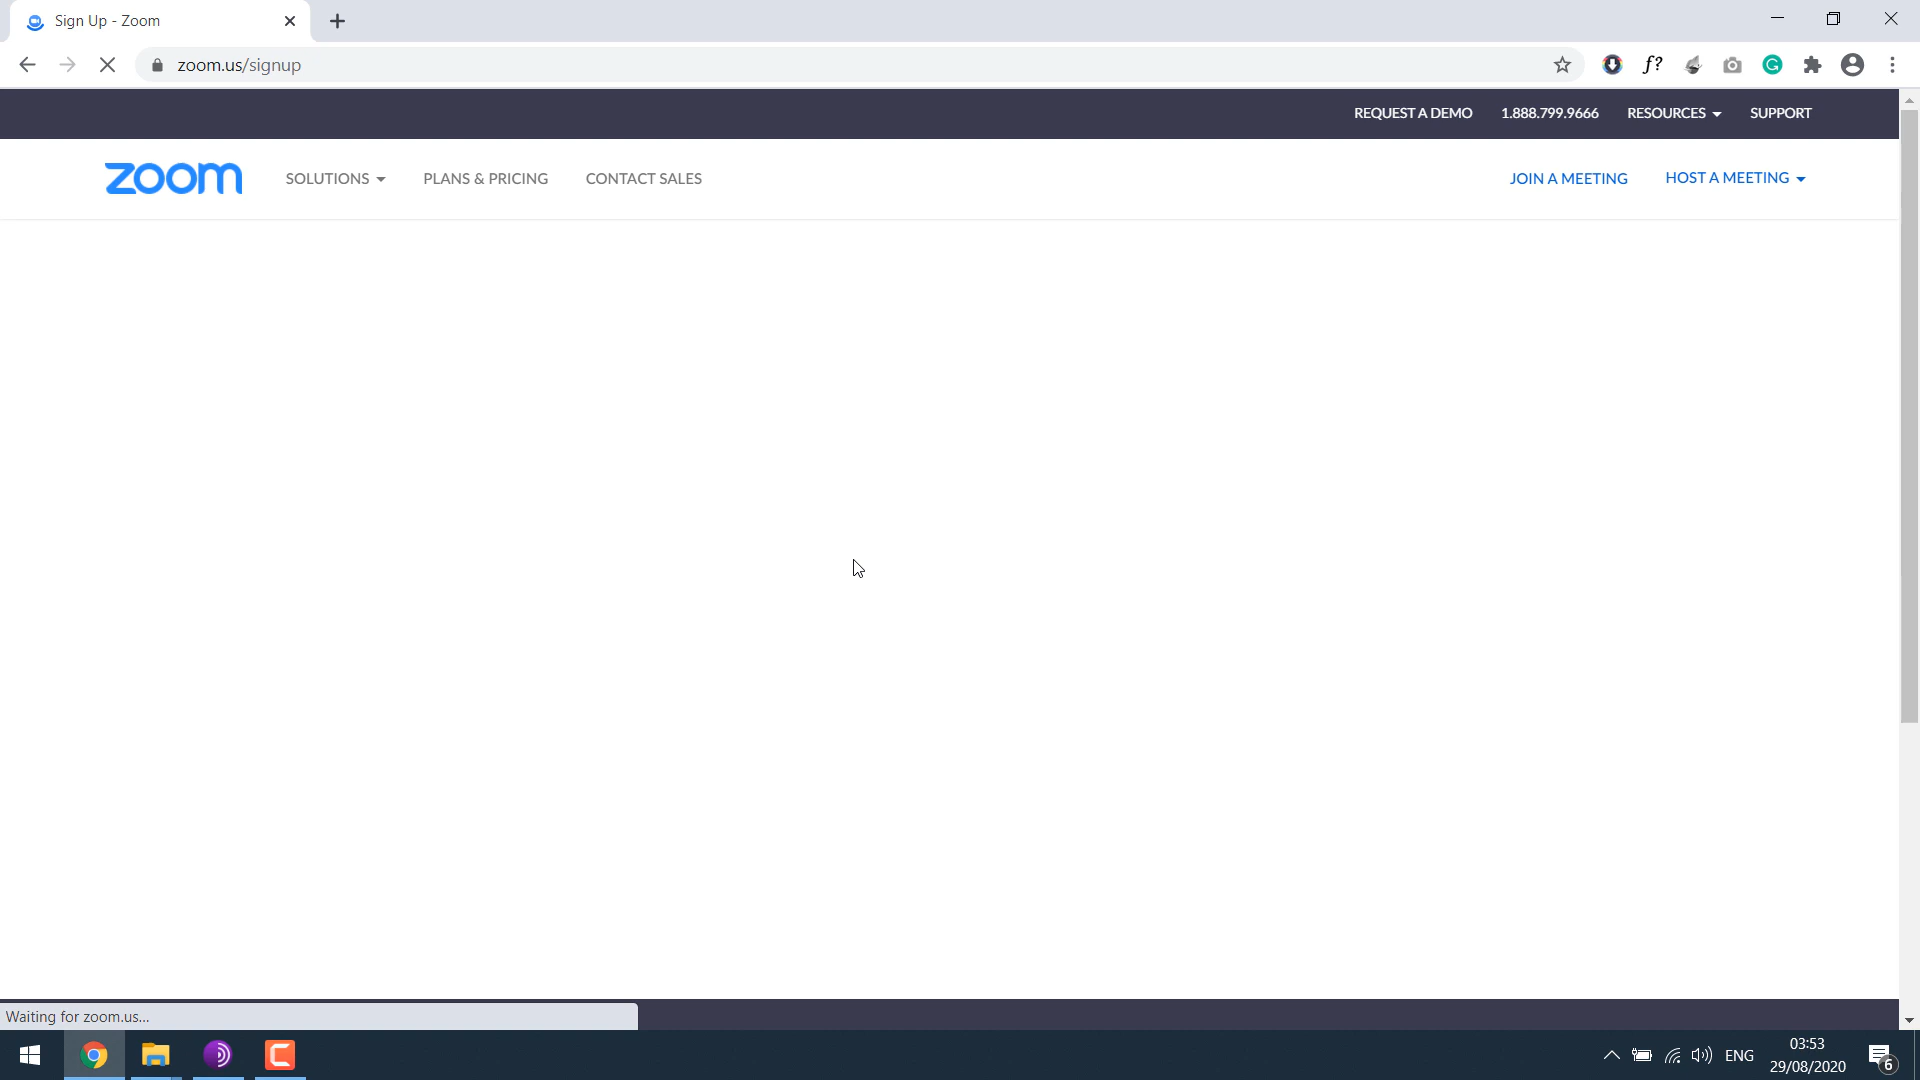 Sign Up - Zoom
zoom.us/signup
f?
REQUEST A DEMO 1.888.799.9666 RESOURCES SUPPORT
zoom SOLUTIONS PLANS & PRICING CONTACT SALES JOIN A MEETING HOST A MEETING
Waiting for zoom.us...
ENG
03:53
29/08/2020
6